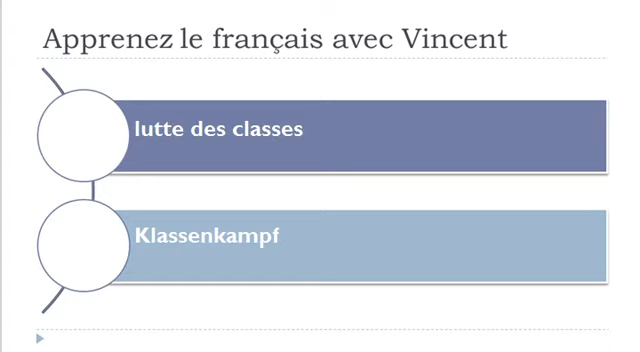 Apprenez le français avec Vincent
lutte des classes
Klassenkampf